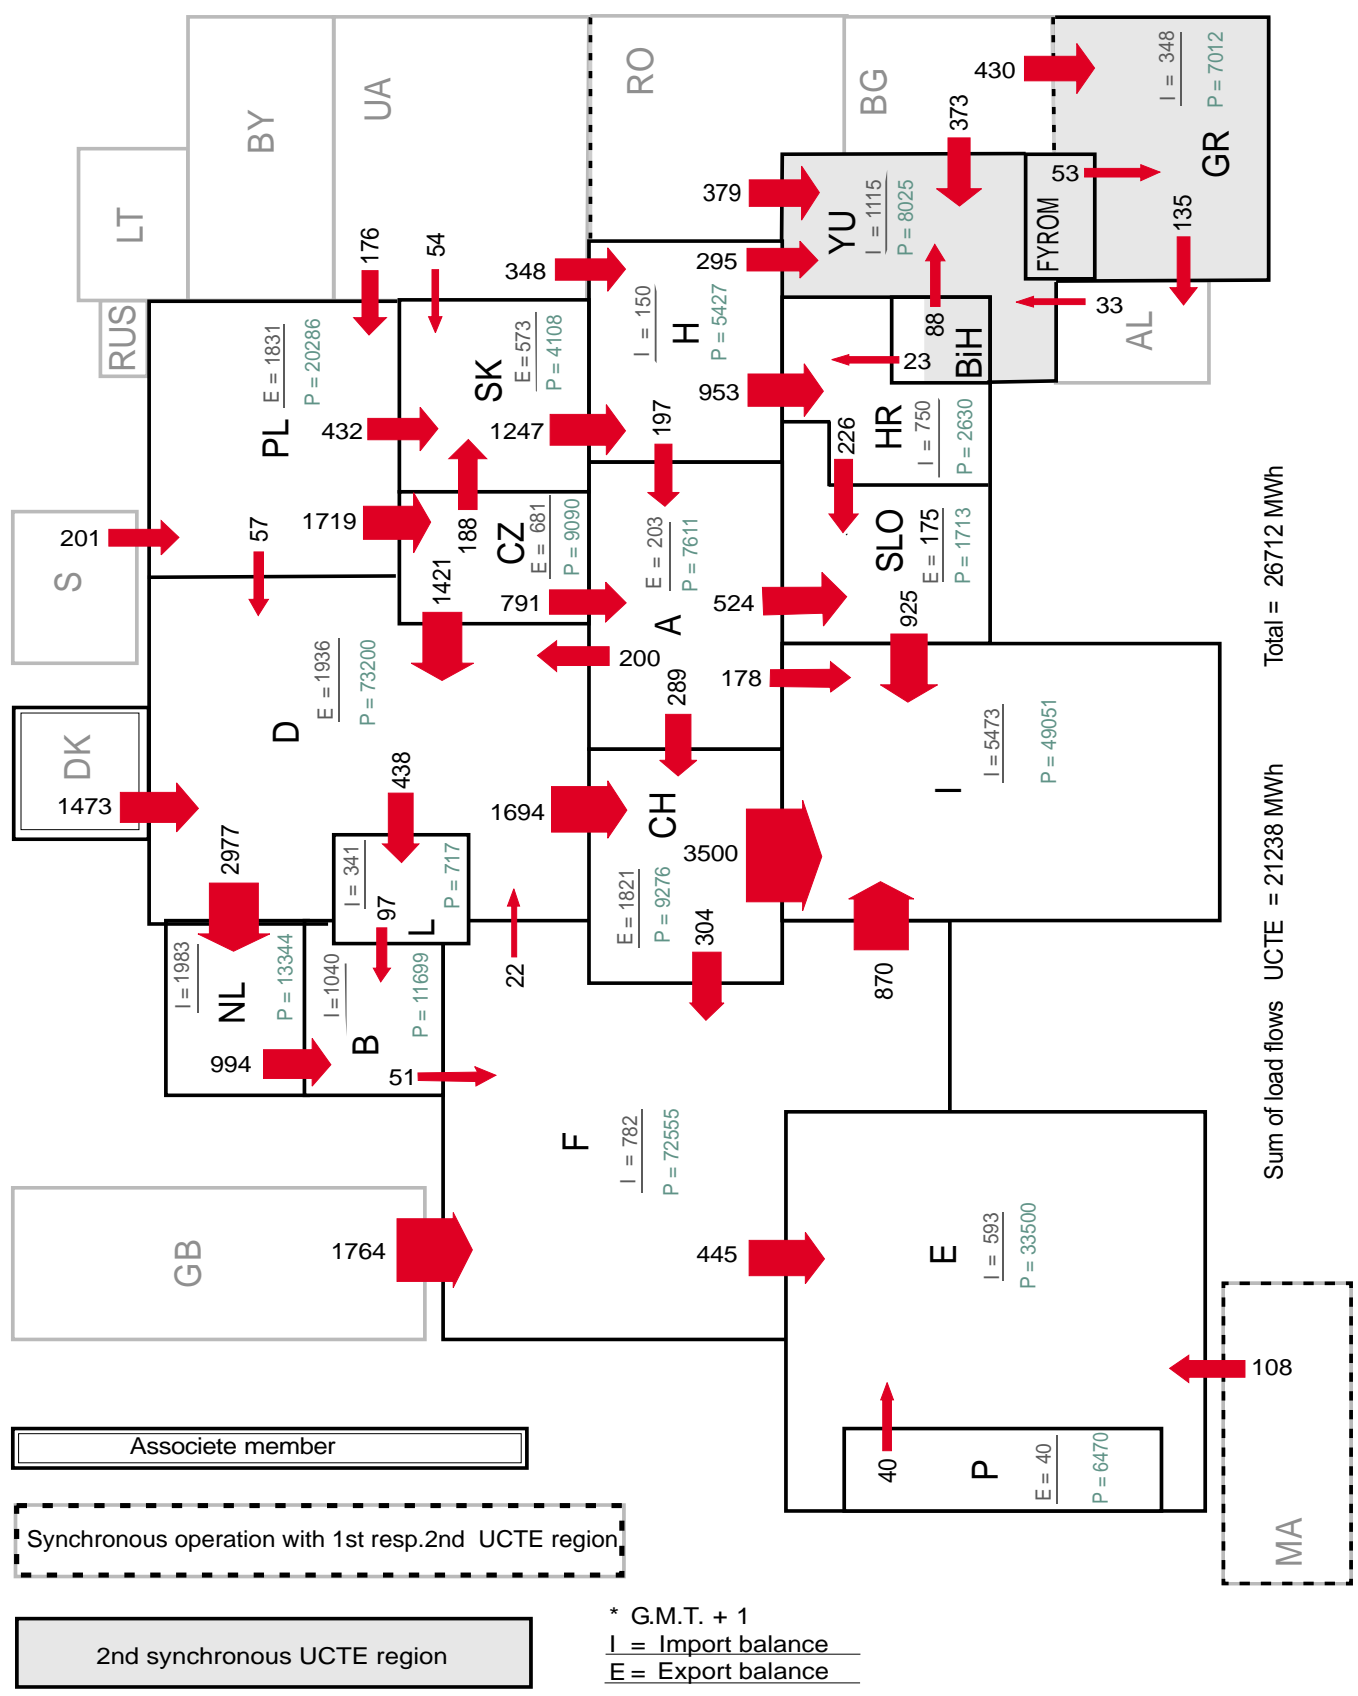 RO
BG
UA
BY
LT
RUS
430
I = 348
P = 7012
GR
373
53
FYROM
135
379
YU
I = 1115
P = 8025
295
176
54
348
I = 150
P = 5427
H
88
BiH
33
AL
23
E = 1831
P = 20286
PL
432
SK
E = 573
P = 4108
1247
197
953
226
HR
I = 750
P = 2630
S
201
57
1719
188
CZ
E = 681
P = 9090
1421
791
E = 203
P = 7611
A
524
SLO
E = 175
P = 1713
925
200
289
178
D
E = 1936
P = 73200
DK
1473
438
1694
CH
E = 1821
P = 9276
3500
I
I = 5473
P = 49051
2977
I = 341
P = 717
L
97
22
304
870
I = 1983
NL
P = 13344
994
I = 1040
B
P = 11699
51
F
I = 782
P = 72555
GB
1764
445
E
I = 593
P = 33500
108
MA
40
P
E = 40
P = 6470
Sum of load flows UCTE = 21238 MWh Total = 26712 MWh
Associete member
Synchronous operation with 1st resp.2nd UCTE region
2nd synchronous UCTE region
* G.M.T. + 1
I = Import balance
E = Export balance